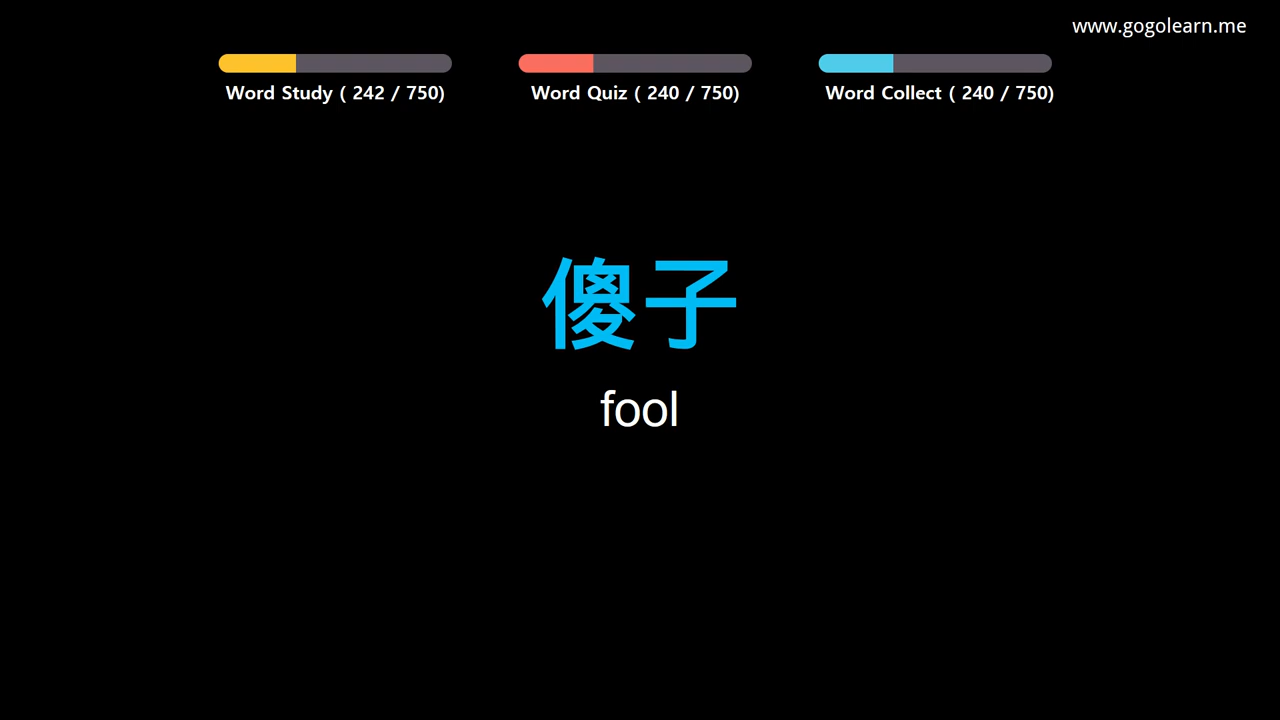 www.gogolearn.me
Word Study ( 242 / 750)
Word Quiz ( 240 / 750)
Word Collect ( 240 / 750)
傻子
fool